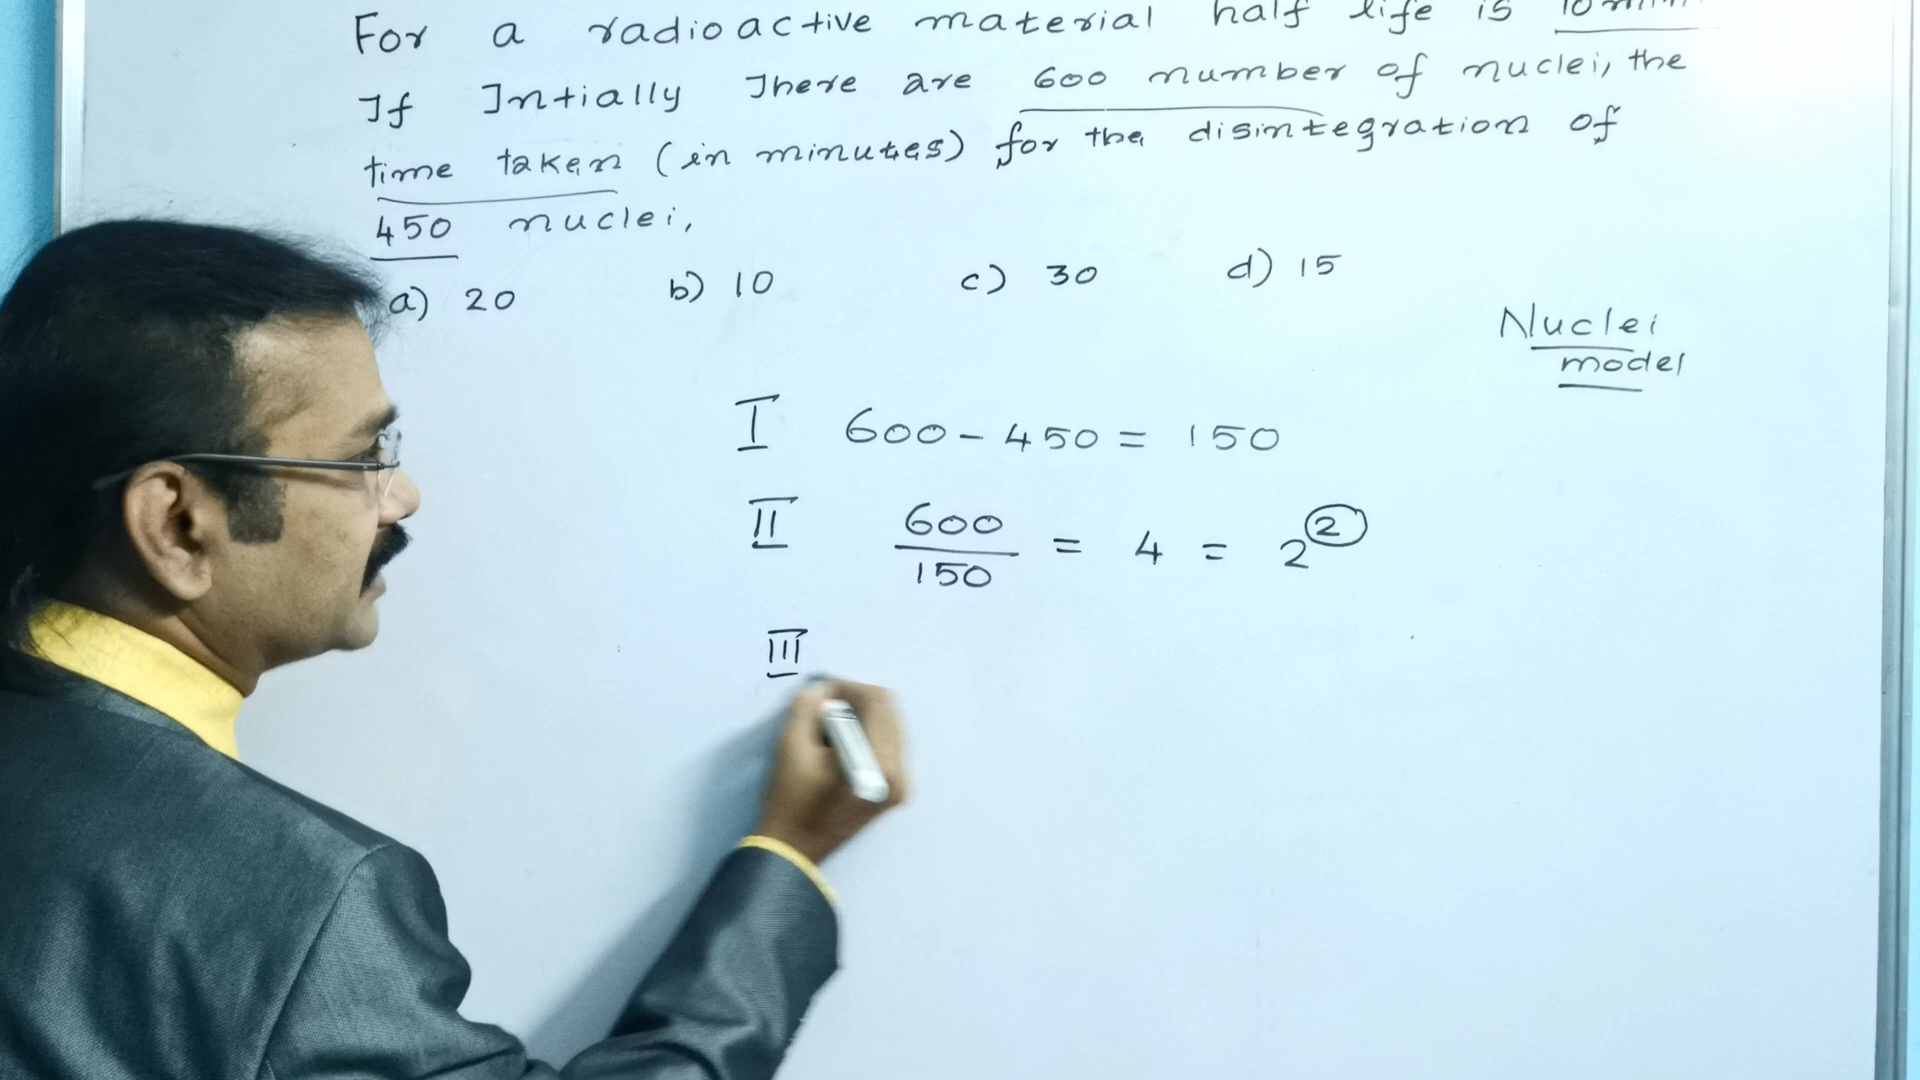 For a radioactive material half life is 10 min
If Intially There are 600 number of nuclei, the
time taken (in minutes) for the disintegration of
450 nuclei,
a) 20 b) 10 c) 30 d) 15
Nuclei
model
I 600 - 450 = 150
II 600/150 = 4 = 2^2
III